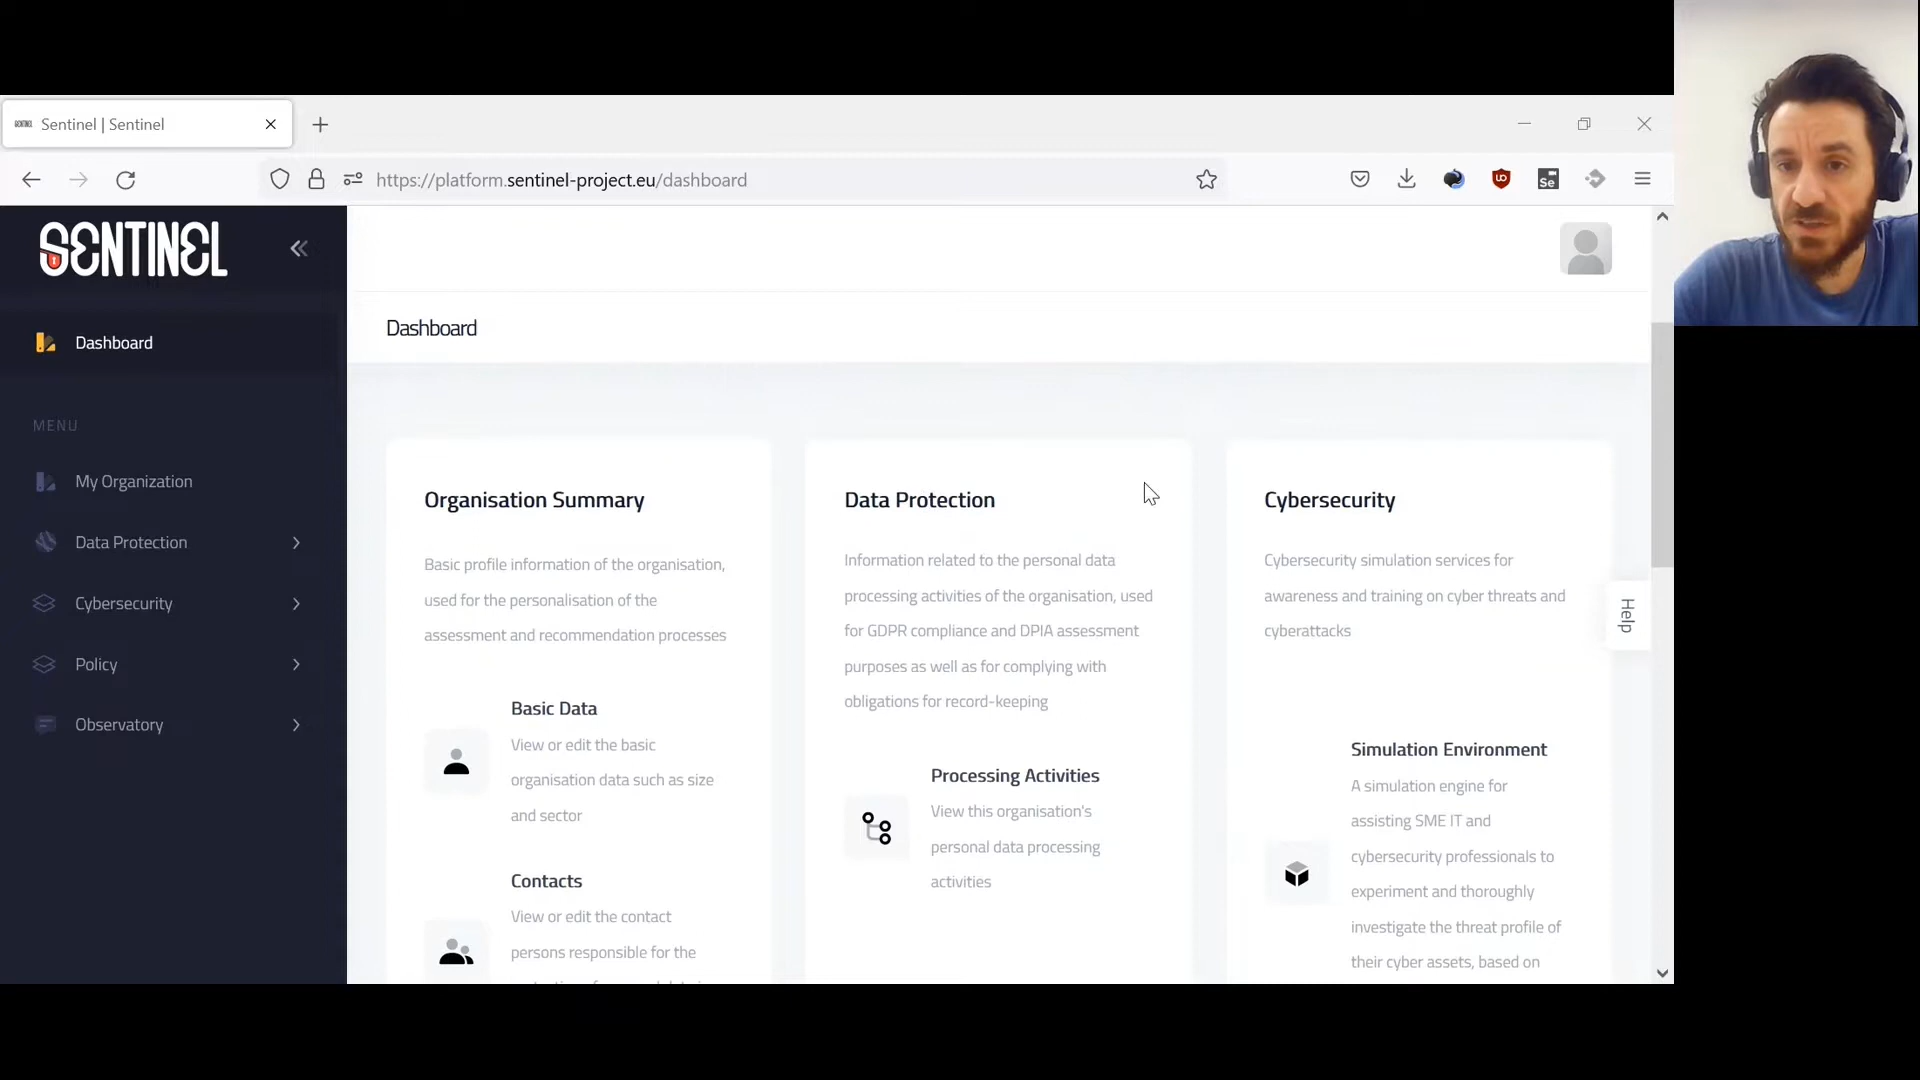 Sentinel | Sentinel
https://platform.sentinel-project.eu/dashboard
Se
SENTINEL
Dashboard
MENU
My Organization
Data Protection
Cybersecurity
Policy
Observatory
Dashboard
Organisation Summary
Basic profile information of the organisation,
used for the personalisation of the
assessment and recommendation processes
Basic Data
View or edit the basic
organisation data such as size
and sector
Contacts
View or edit the contact
persons responsible for the
Data Protection
Information related to the personal data
processing activities of the organisation, used
for GDPR compliance and DPIA assessment
purposes as well as for complying with
obligations for record-keeping
Processing Activities
View this organisation's
personal data processing
activities
Cybersecurity
Cybersecurity simulation services for
awareness and training on cyber threats and
cyberattacks
Simulation Environment
A simulation engine for
assisting SME IT and
cybersecurity professionals to
experiment and thoroughly
investigate the threat profile of
their cyber assets, based on
Help